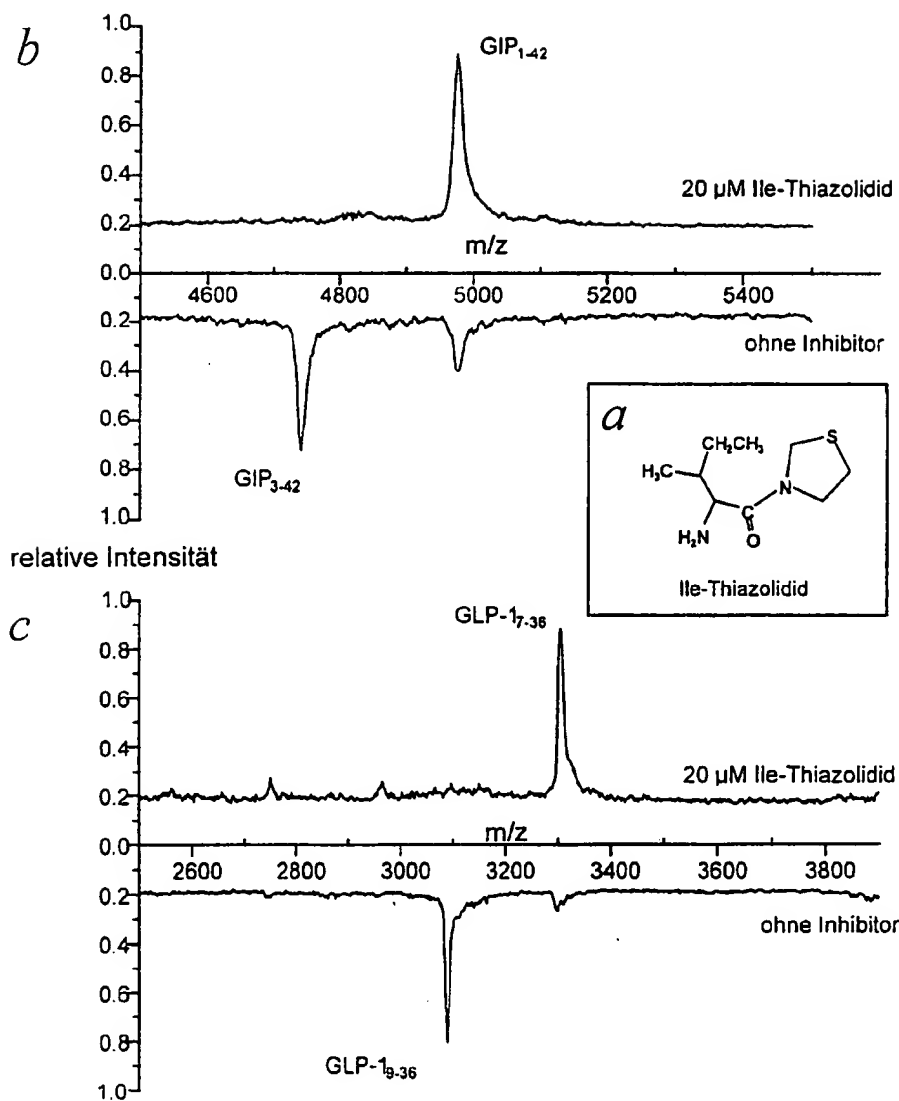 b
1.0
0.8
0.6
0.4
0.2
0.0
GIP1-42
20 µM Ile-Thiazolidid
m/z
4600 4800 5000 5200 5400
0.2
0.4
0.6
0.8
1.0
ohne Inhibitor
GIP3-42
a
CH2CH3
H3C
S
N
C
H2N
O
Ile-Thiazolidid
relative Intensität
c
1.0
0.8
0.6
0.4
0.2
0.0
GLP-17-36
20 µM Ile-Thiazolidid
m/z
2600 2800 3000 3200 3400 3600 3800
0.2
0.4
0.6
0.8
1.0
ohne Inhibitor
GLP-19-36